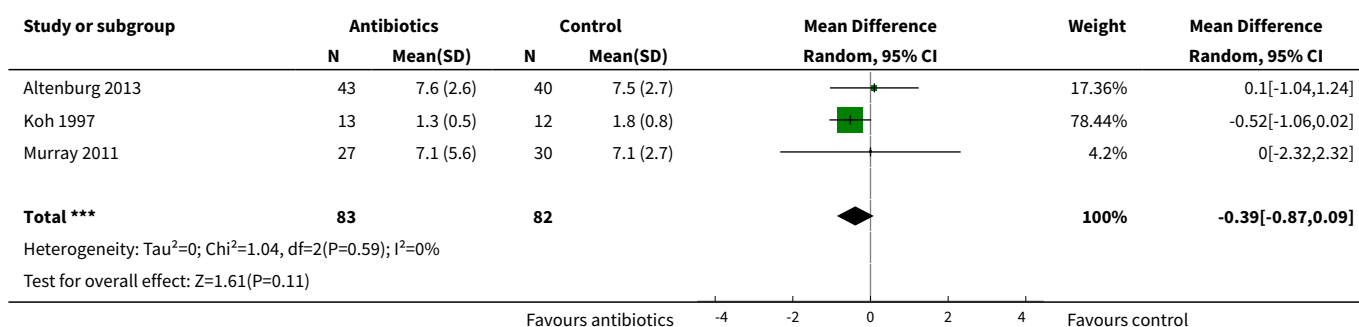 Study or subgroup Antibiotics Control Mean Difference Weight Mean Difference
N Mean(SD) N Mean(SD) Random, 95% CI Random, 95% CI
Altenburg 2013 43 7.6 (2.6) 40 7.5 (2.7) 17.36% 0.1[-1.04,1.24]
Koh 1997 13 1.3 (0.5) 12 1.8 (0.8) 78.44% -0.52[-1.06,0.02]
Murray 2011 27 7.1 (5.6) 30 7.1 (2.7) 4.2% 0[-2.32,2.32]
Total *** 83 82 100% -0.39[-0.87,0.09]
Heterogeneity: Tau²=0; Chi²=1.04, df=2(P=0.59); I²=0%
Test for overall effect: Z=1.61(P=0.11)
Favours antibiotics -4 -2 0 2 4 Favours control